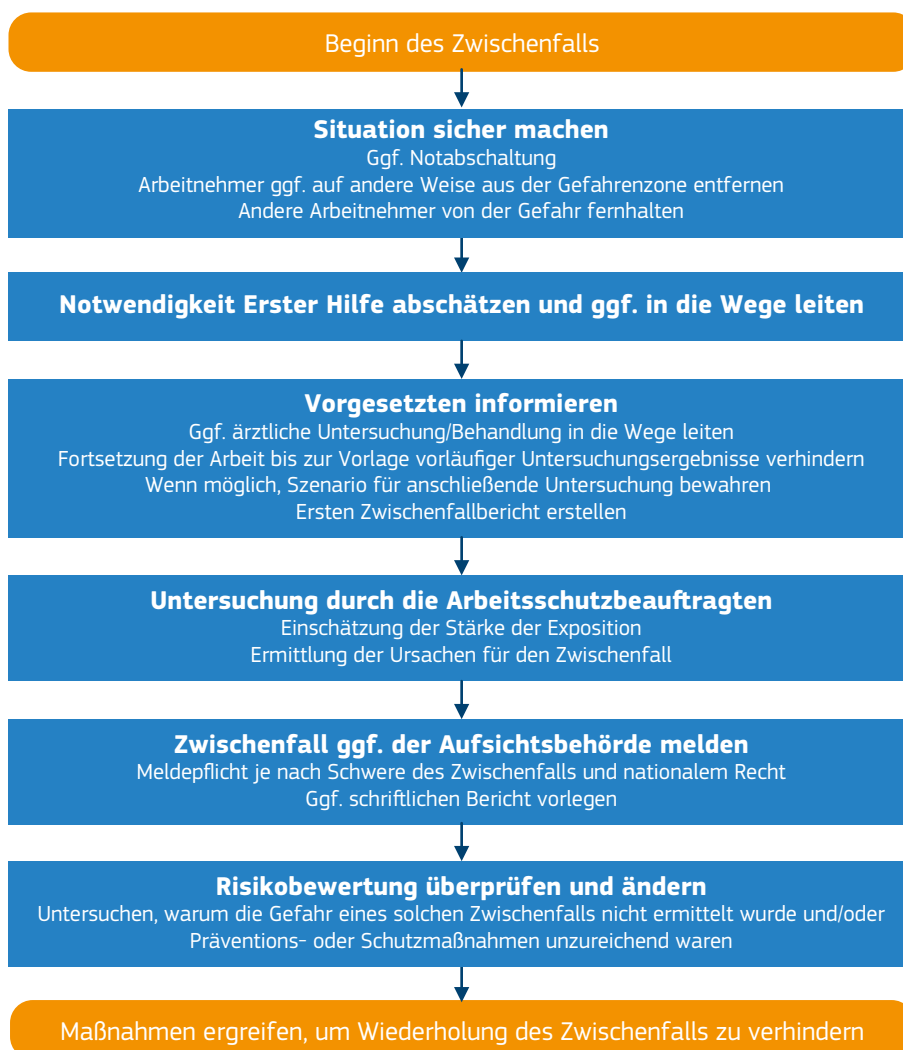 Beginn des Zwischenfalls
Situation sicher machen
Ggf. Notabschaltung
Arbeitnehmer ggf. auf andere Weise aus der Gefahrenzone entfernen
Andere Arbeitnehmer von der Gefahr fernhalten
Notwendigkeit Erster Hilfe abschätzen und ggf. in die Wege leiten
Vorgesetzten informieren
Ggf. ärztliche Untersuchung/Behandlung in die Wege leiten
Fortsetzung der Arbeit bis zur Vorlage vorläufiger Untersuchungsergebnisse verhindern
Wenn möglich, Szenario für anschließende Untersuchung bewahren
Ersten Zwischenfallbericht erstellen
Untersuchung durch die Arbeitsschutzbeauftragten
Einschätzung der Stärke der Exposition
Ermittlung der Ursachen für den Zwischenfall
Zwischenfall ggf. der Aufsichtsbehörde melden
Meldepflicht je nach Schwere des Zwischenfalls und nationalem Recht
Ggf. schriftlichen Bericht vorlegen
Risikobewertung überprüfen und ändern
Untersuchen, warum die Gefahr eines solchen Zwischenfalls nicht ermittelt wurde und/oder
Präventions- oder Schutzmaßnahmen unzureichend waren
Maßnahmen ergreifen, um Wiederholung des Zwischenfalls zu verhindern